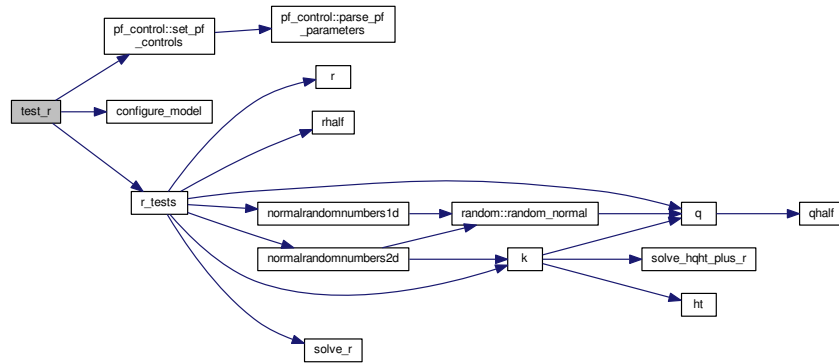 pf_control::set_pf
_controls
pf_control::parse_pf
_parameters
test_r
configure_model
r
rhalf
r_tests
normalrandomnumbers1d
random::random_normal
q
qhalf
normalrandomnumbers2d
k
solve_hqht_plus_r
ht
solve_r